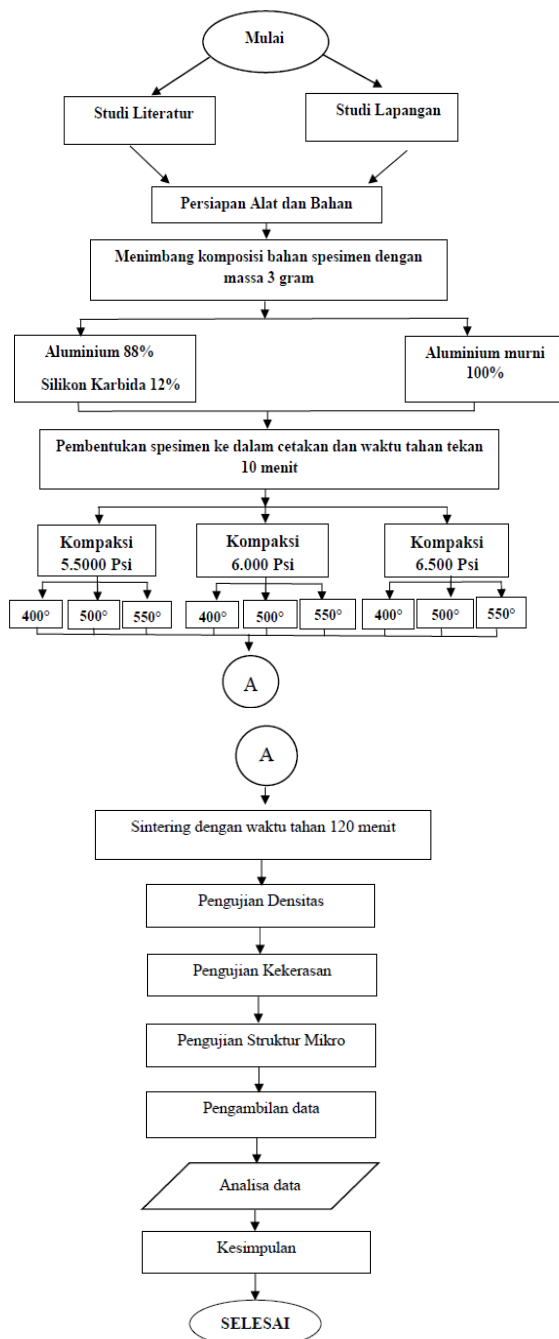 Mulai
Studi Literatur
Studi Lapangan
Persiapan Alat dan Bahan
Menimbang komposisi bahan spesimen dengan
massa 3 gram
Aluminium 88%
Silikon Karbida 12%
Aluminium murni
100%
Pembentukan spesimen ke dalam cetakan dan waktu tahan tekan
10 menit
Kompaksi
5.5000 Psi
Kompaksi
6.000 Psi
Kompaksi
6.500 Psi
400°
500°
550°
400°
500°
550°
400°
500°
550°
A
A
Sintering dengan waktu tahan 120 menit
Pengujian Densitas
Pengujian Kekerasan
Pengujian Struktur Mikro
Pengambilan data
Analisa data
Kesimpulan
SELESAI